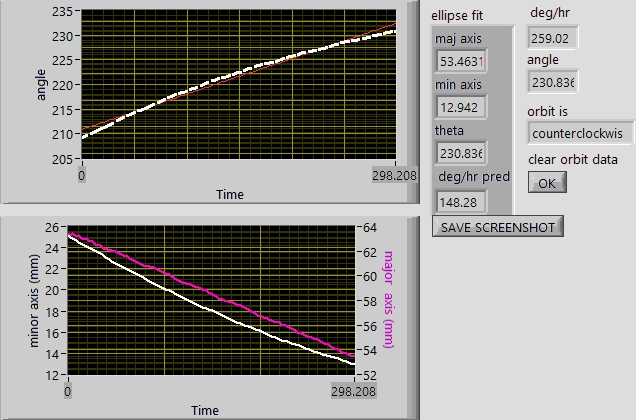 235
230
225
220
215
210
205
angle
0
298.208
Time
ellipse fit
maj axis
53.4631
min axis
12.942
theta
230.836
deg/hr pred
148.28
deg/hr
259.02
angle
230.836
orbit is
counterclockwis
clear orbit data
OK
SAVE SCREENSHOT
26
24
22
20
18
16
14
12
minor axis (mm)
64
62
60
58
56
54
52
major axis (mm)
0
298.208
Time